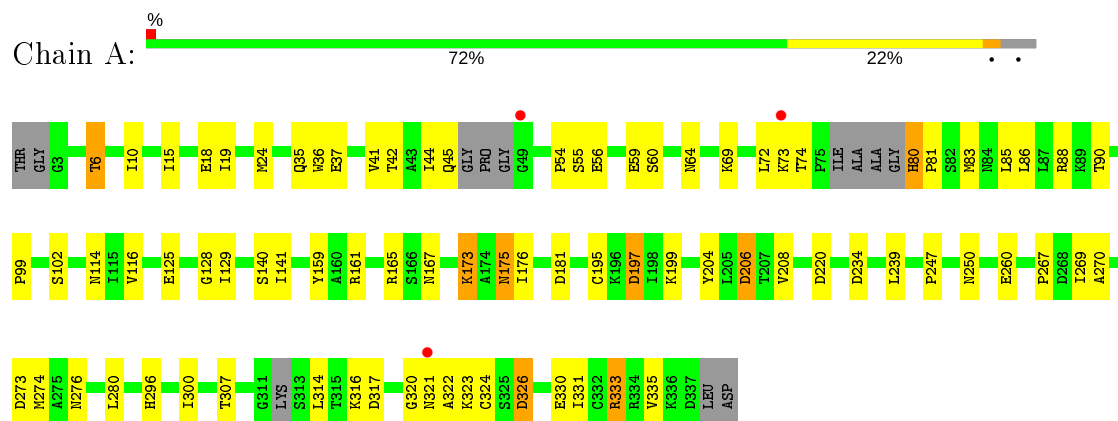 %
Chain A:
72% 22% • •
THR GLY G3 T6 I10 I15 E18 I19 M24 Q35 W36 E37 V41 T42 A43 I44 Q45 GLY PRO GLY G49 P54 S55 E56 E59 S60 N64 K69 L72 K73 T74 P75 ILE ALA ALA GLY H80 P81 S82 M83 N84 L85 L86 L87 R88 K89 T90
P99 S102 N114 I115 V116 E125 G128 I129 S140 I141 Y159 A160 R161 R165 S166 N167 K173 A174 N175 I176 D181 C195 K196 D197 I198 K199 Y204 L205 D206 T207 V208 D220 D234 L239 P247 N250 E260 P267 D268 I269 A270
D273 M274 A275 N276 L280 H296 I300 T307 G311 LYS S313 L314 T315 K316 D317 G320 N321 A322 K323 C324 S325 D326 E330 I331 C332 R333 R334 V335 K336 D337 LEU ASP